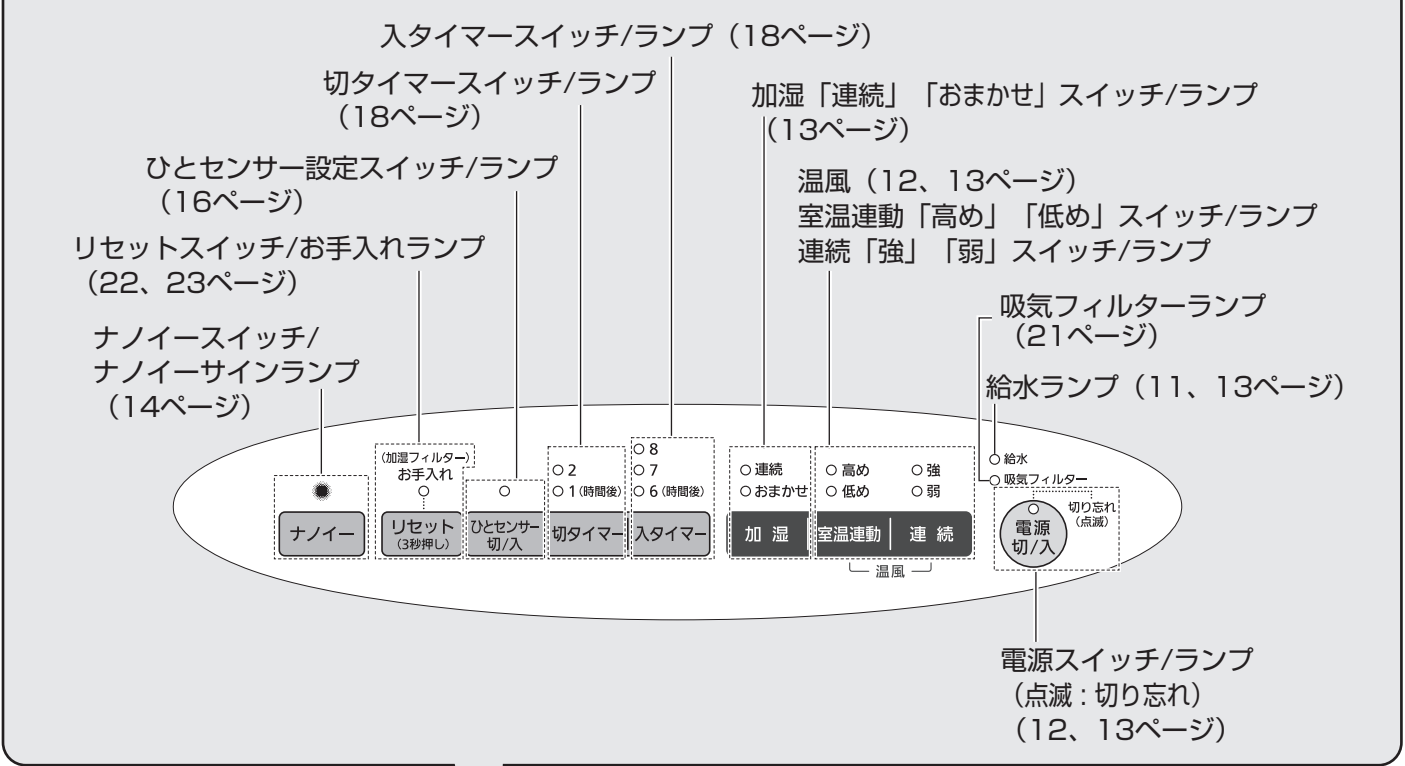 入タイマースイッチ/ランプ（18ページ）
切タイマースイッチ/ランプ
（18ページ）
加湿「連続」「おまかせ」スイッチ/ランプ
（13ページ）
ひとセンサー設定スイッチ/ランプ
（16ページ）
温風（12、13ページ）
室温連動「高め」「低め」スイッチ/ランプ
連続「強」「弱」スイッチ/ランプ
リセットスイッチ/お手入れランプ
（22、23ページ）
吸気フィルターランプ
（21ページ）
ナノイースイッチ/
ナノイーサインランプ
（14ページ）
給水ランプ（11、13ページ）
ナノイー
（加湿フィルター）
お手入れ
リセット
（3秒押し）
ひとセンサー
切/入
2
1（時間後）
切タイマー
8
7
6（時間後）
入タイマー
連続
おまかせ
加 湿
高め
低め
室温連動
強
弱
連 続
温風
給水
吸気フィルター
切り忘れ
（点滅）
電源
切/入
電源スイッチ/ランプ
（点滅：切り忘れ）
（12、13ページ）